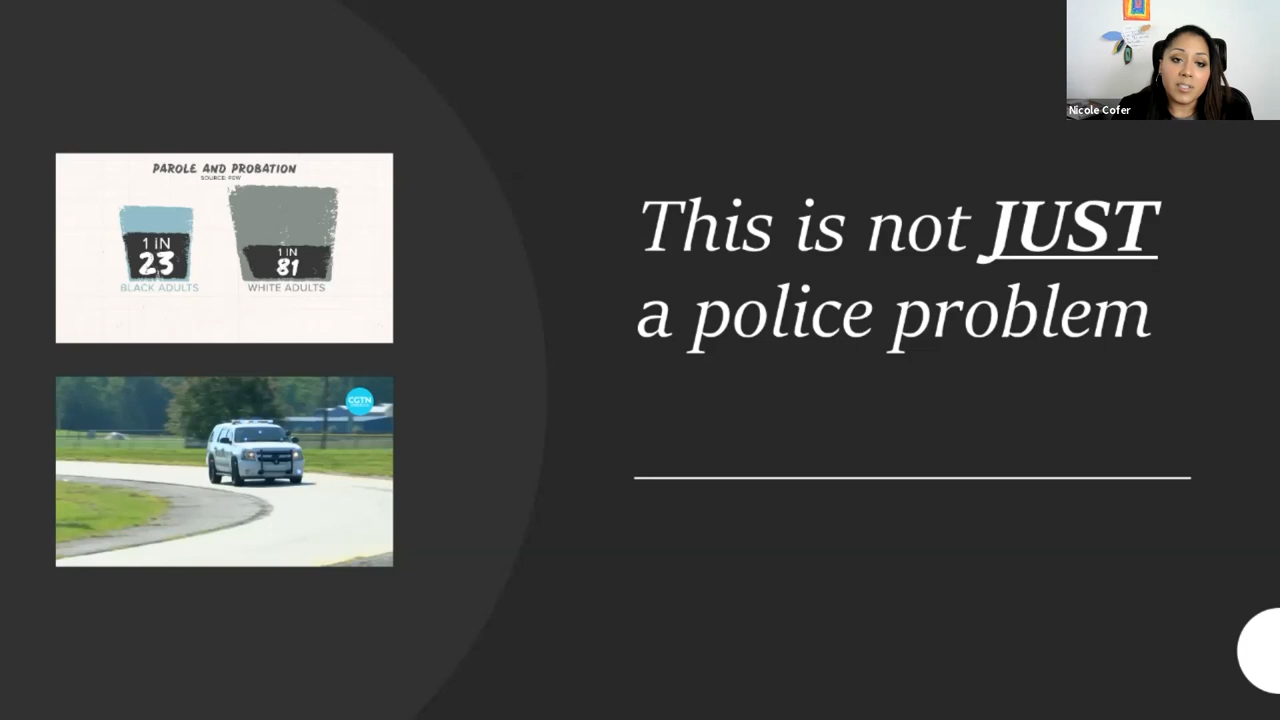 Nicole Cofer
PAROLE AND PROBATION
SOURCE: PEW
1 IN
23
BLACK ADULTS
1 IN
81
WHITE ADULTS
This is not JUST
a police problem
CGTN